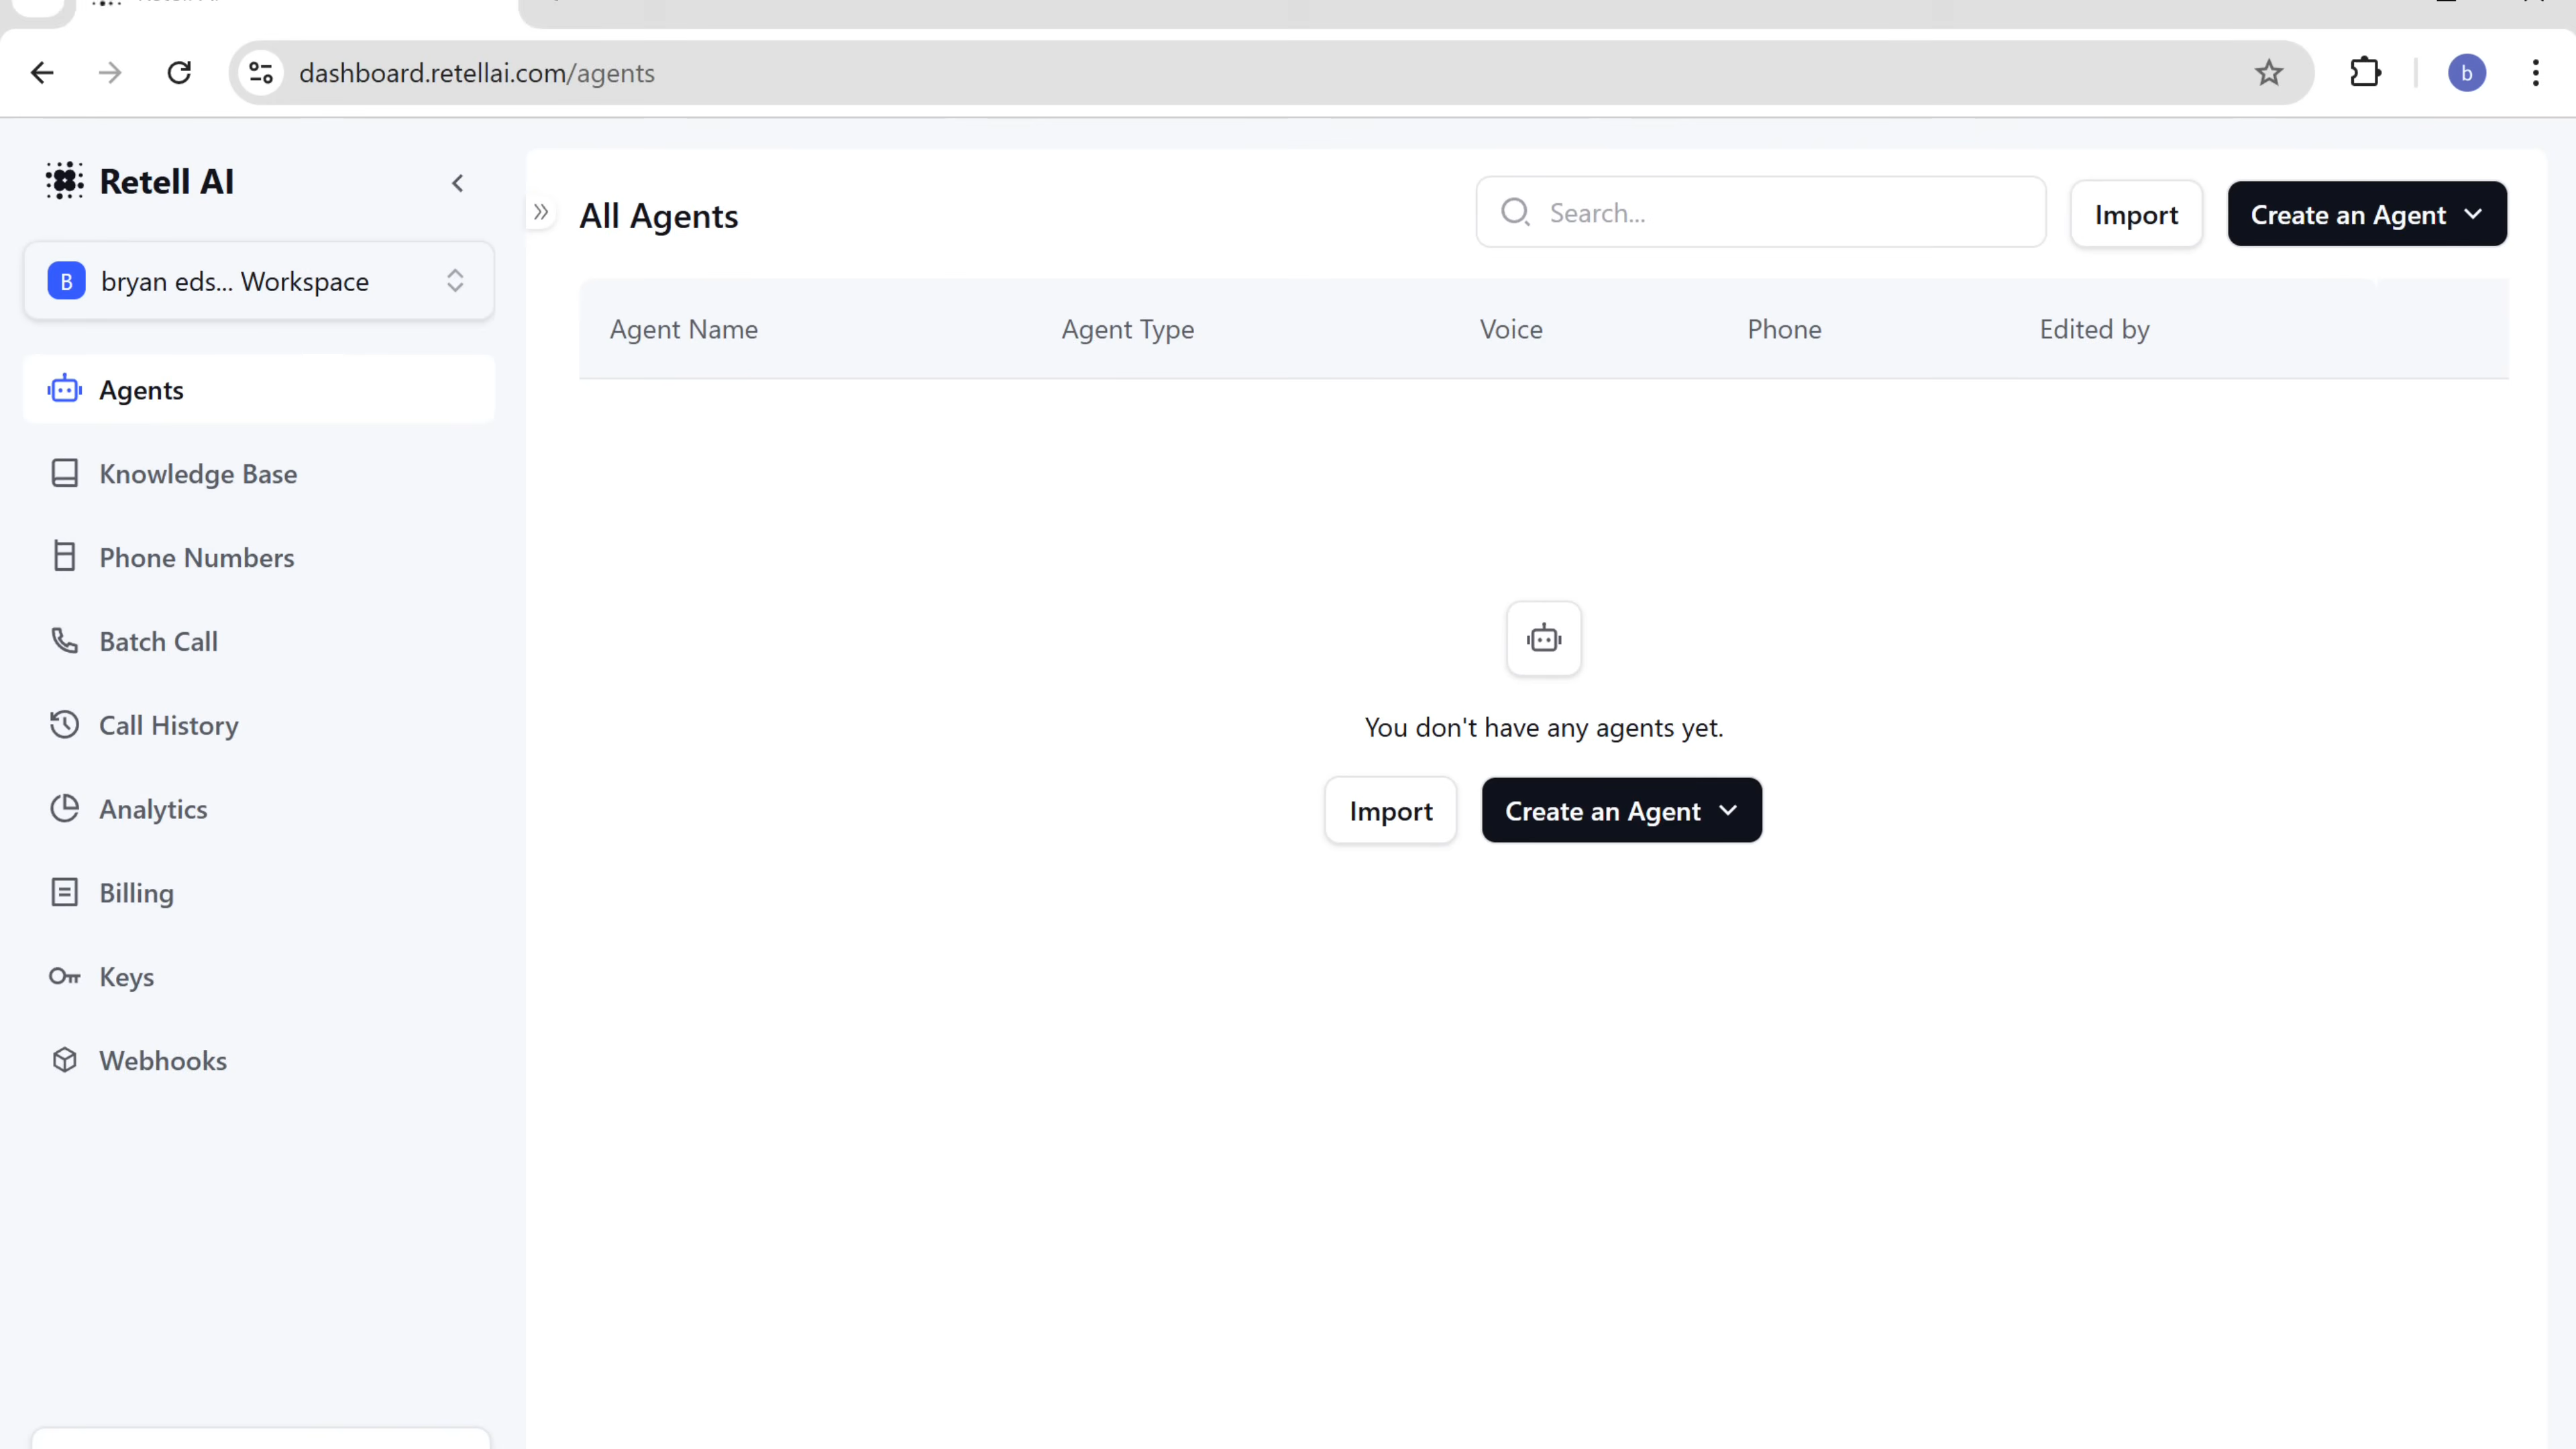 dashboard.retellai.com/agents
Retell AI
B bryan eds... Workspace
Agents
Knowledge Base
Phone Numbers
Batch Call
Call History
Analytics
Billing
Keys
Webhooks
All Agents
Search...
Import
Create an Agent
Agent Name Agent Type Voice Phone Edited by
You don't have any agents yet.
Import
Create an Agent
b